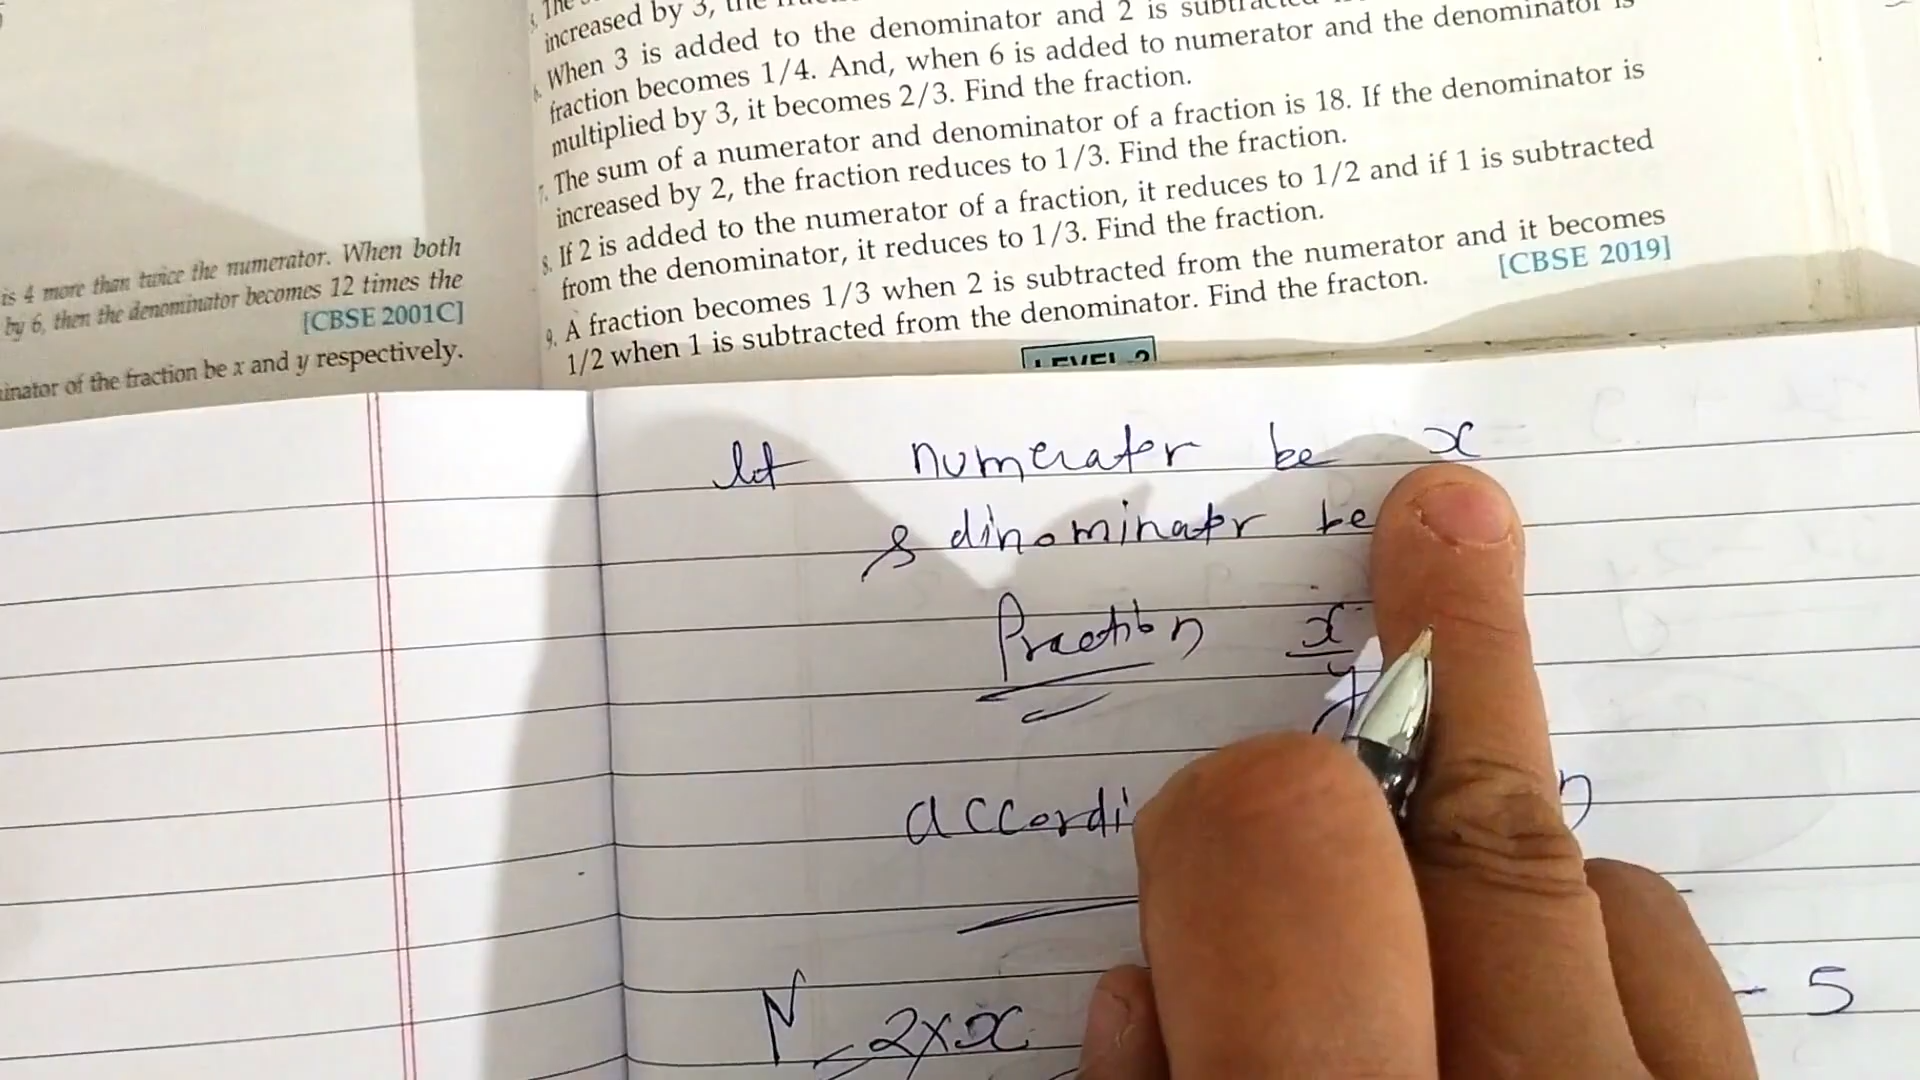 is 4 more than twice the numerator. When both
by 6, then the denominator becomes 12 times the
[CBSE 2001C]
inator of the fraction be x and y respectively.
The
increased by 3, the
6. When 3 is added to the denominator and 2 is subtracted
fraction becomes 1/4. And, when 6 is added to numerator and the denominator is
multiplied by 3, it becomes 2/3. Find the fraction.
7. The sum of a numerator and denominator of a fraction is 18. If the denominator is
increased by 2, the fraction reduces to 1/3. Find the fraction.
8. If 2 is added to the numerator of a fraction, it reduces to 1/2 and if 1 is subtracted
from the denominator, it reduces to 1/3. Find the fraction.
9. A fraction becomes 1/3 when 2 is subtracted from the numerator and it becomes
1/2 when 1 is subtracted from the denominator. Find the fracton. [CBSE 2019]
LEVEL-2
let numerator be x
& dinominator be
fraction x/y
accordi n
2×x - 5